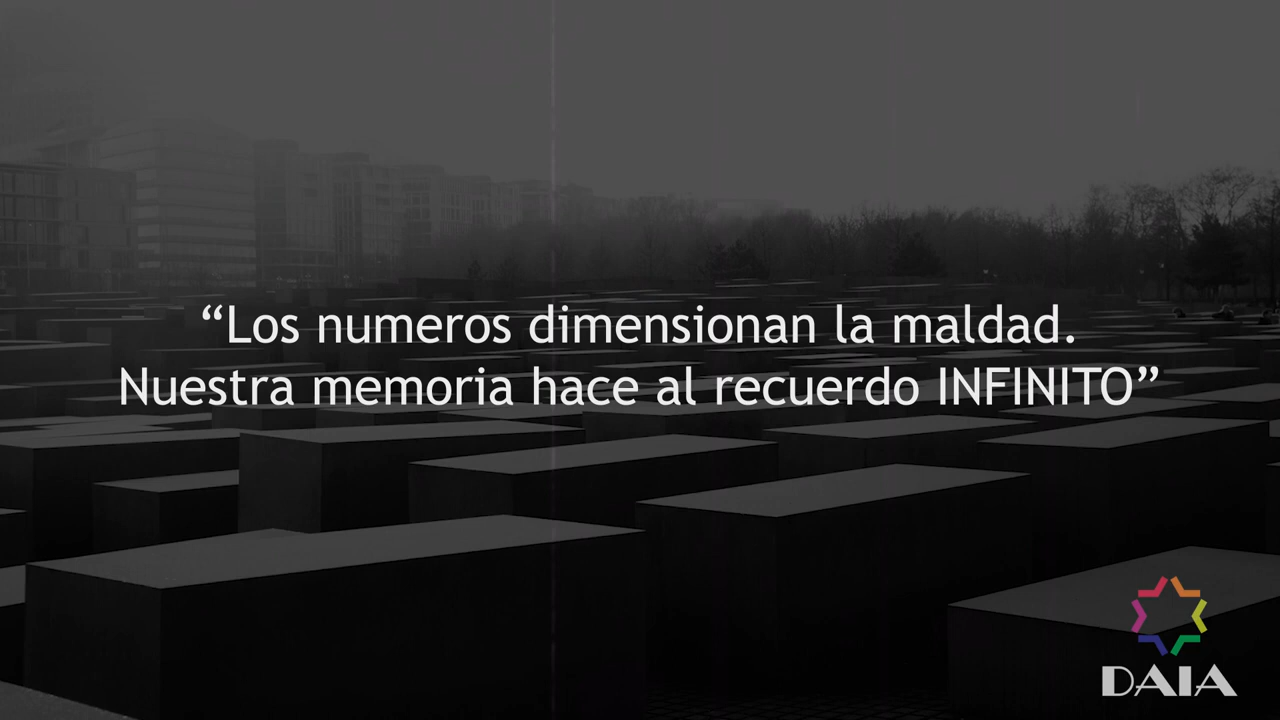 “Los numeros dimensionan la maldad.
Nuestra memoria hace al recuerdo INFINITO”
DAIA